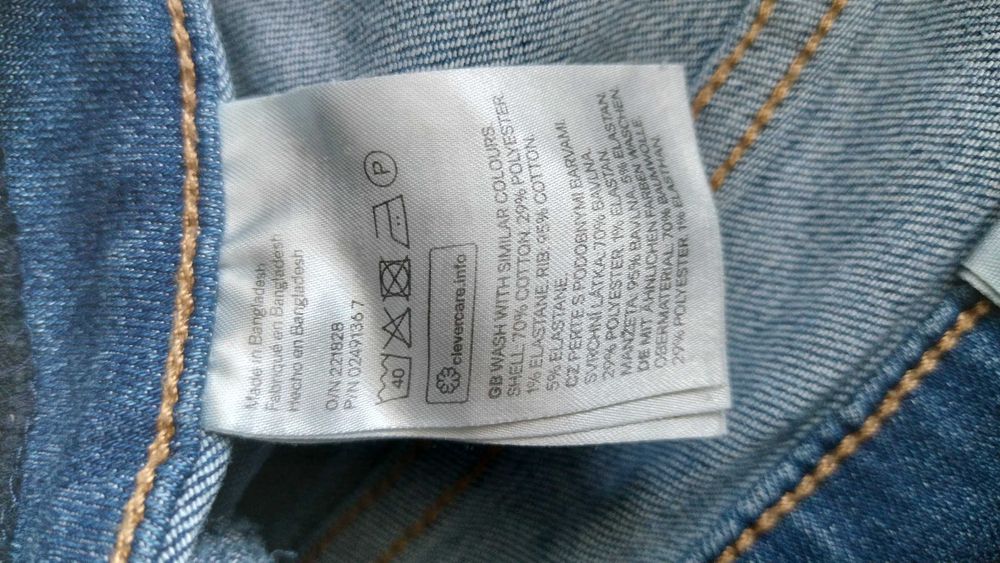 Made in Bangladesh
Fabriqué en Bangladesh
Hecho en Bangladesh
O/N 221828
P/N 0249136 7
40
P
clevercare.info
GB WASH WITH SIMILAR COLOURS.
SHELL: 70% COTTON. 29% POLYESTER.
1% ELASTANE. RIB: 95% COTTON.
5% ELASTANE.
CZ PERTE S PODOBNÝMI BARVAMI.
SVRCHNÍ LÁTKA: 70% BAVLNA.
29% POLYESTER. 1% ELASTAN.
MANŽETA: 95% BAVLNA. 5% ELASTAN.
DE MIT ÄHNLICHEN FARBEN WASCHEN.
OBERMATERIAL: 70% BAUMWOLLE.
29% POLYESTER. 1% ELASTHAN.